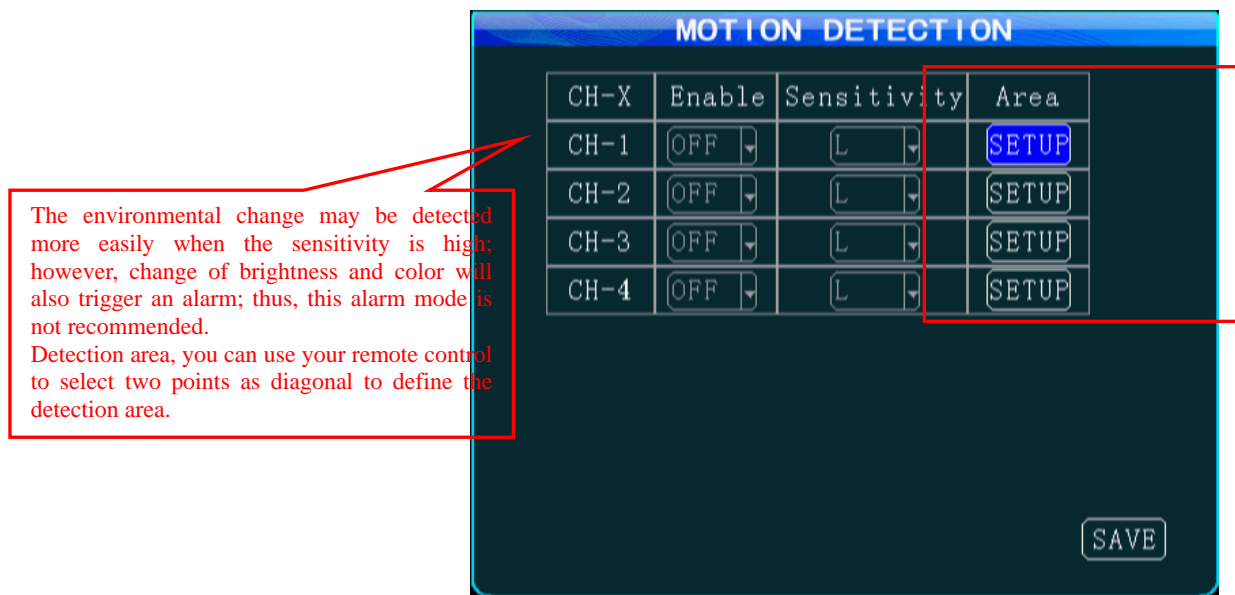 MOTION DETECTION
CH-X Enable Sensitivity Area
CH-1 OFF L SETUP
CH-2 OFF L SETUP
CH-3 OFF L SETUP
CH-4 OFF L SETUP
SAVE
The environmental change may be detected
more easily when the sensitivity is high;
however, change of brightness and color will
also trigger an alarm; thus, this alarm mode is
not recommended.
Detection area, you can use your remote control
to select two points as diagonal to define the
detection area.